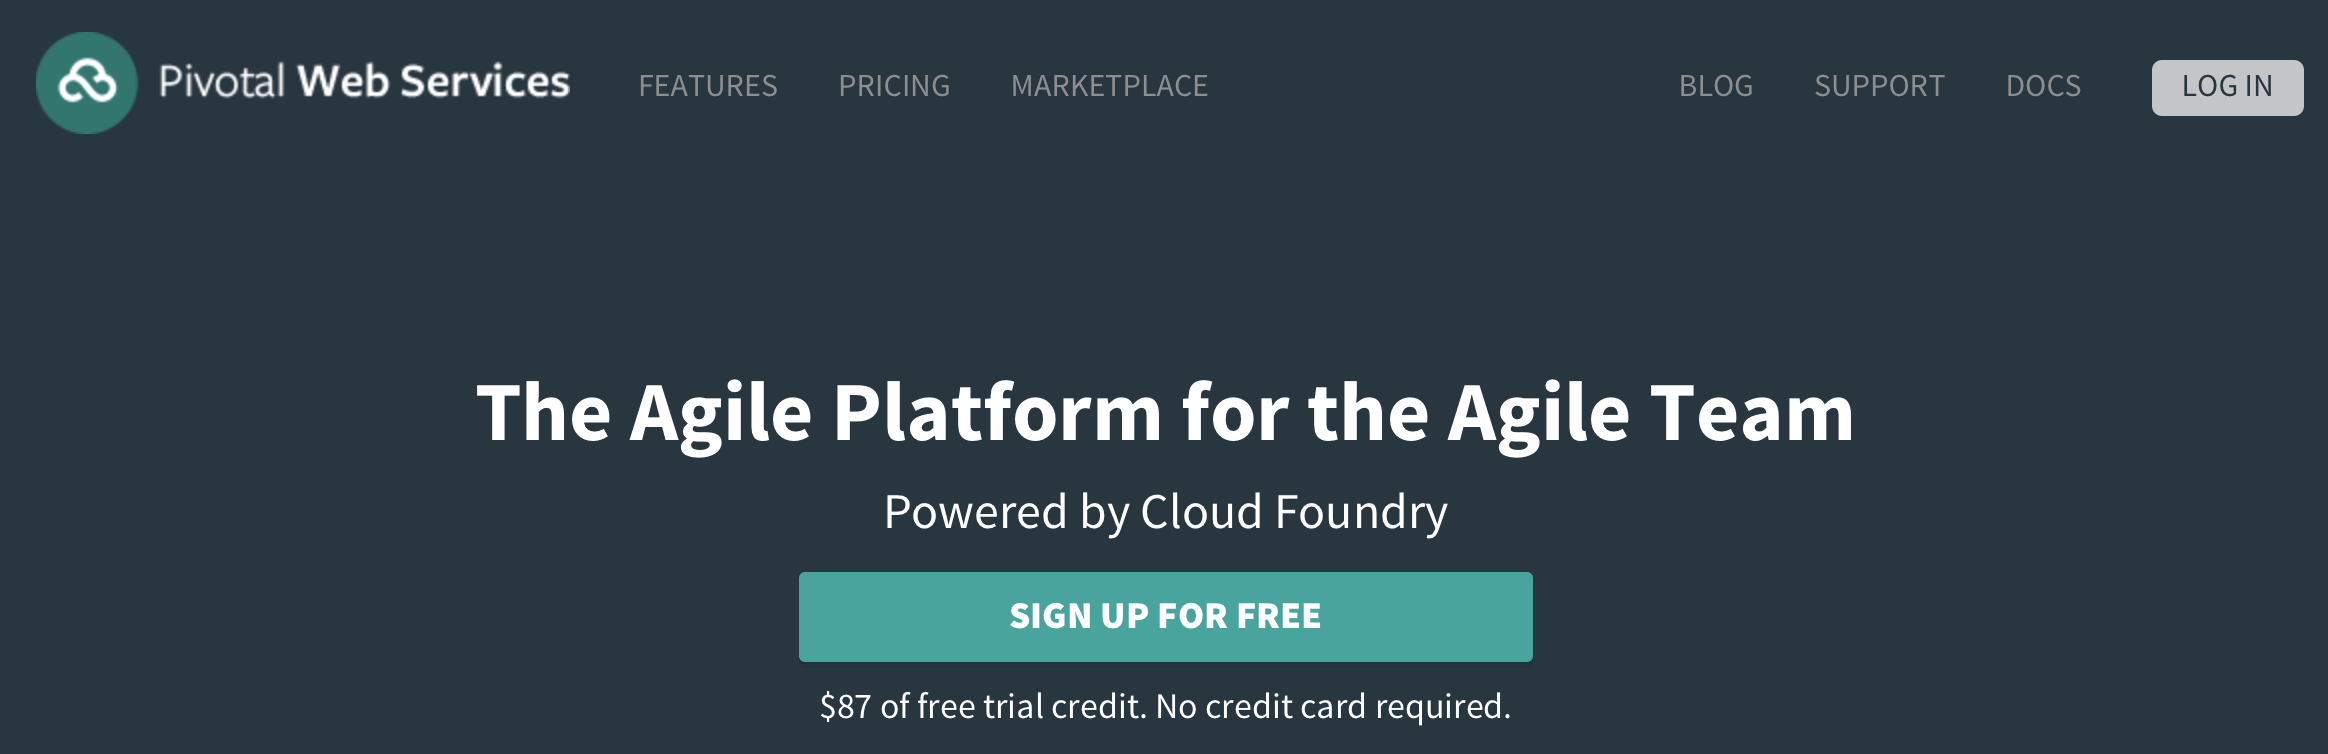 Pivotal Web Services FEATURES PRICING MARKETPLACE BLOG SUPPORT DOCS LOG IN
The Agile Platform for the Agile Team
Powered by Cloud Foundry
SIGN UP FOR FREE
$87 of free trial credit. No credit card required.